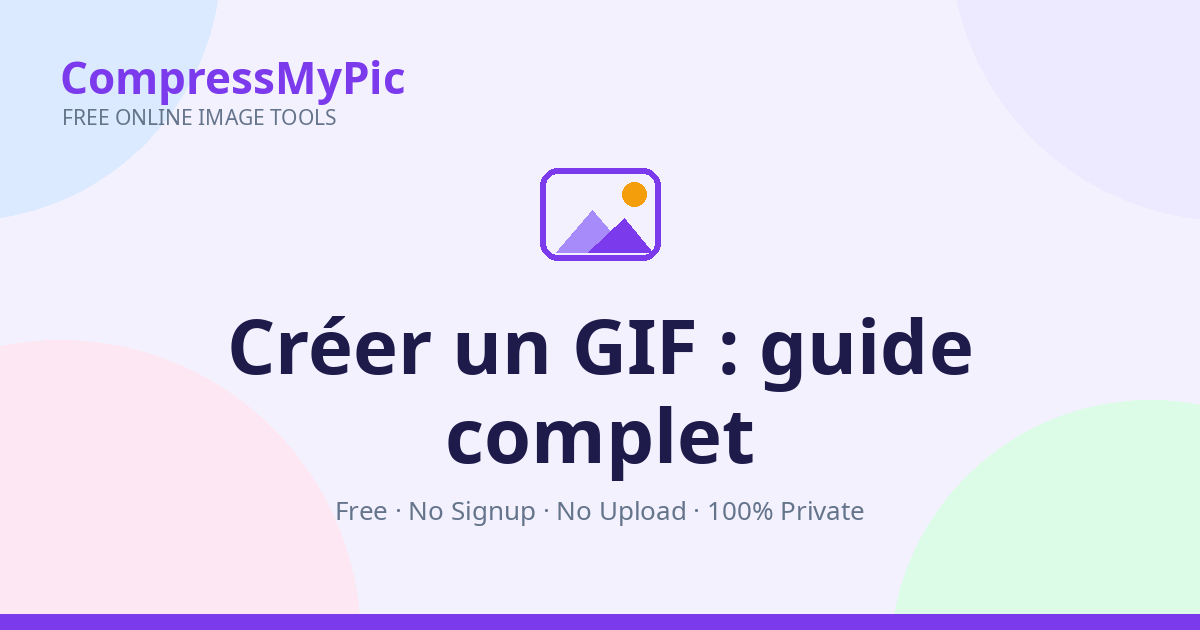 CompressMyPic
FREE ONLINE IMAGE TOOLS
Créer un GIF : guide
complet
Free · No Signup · No Upload · 100% Private